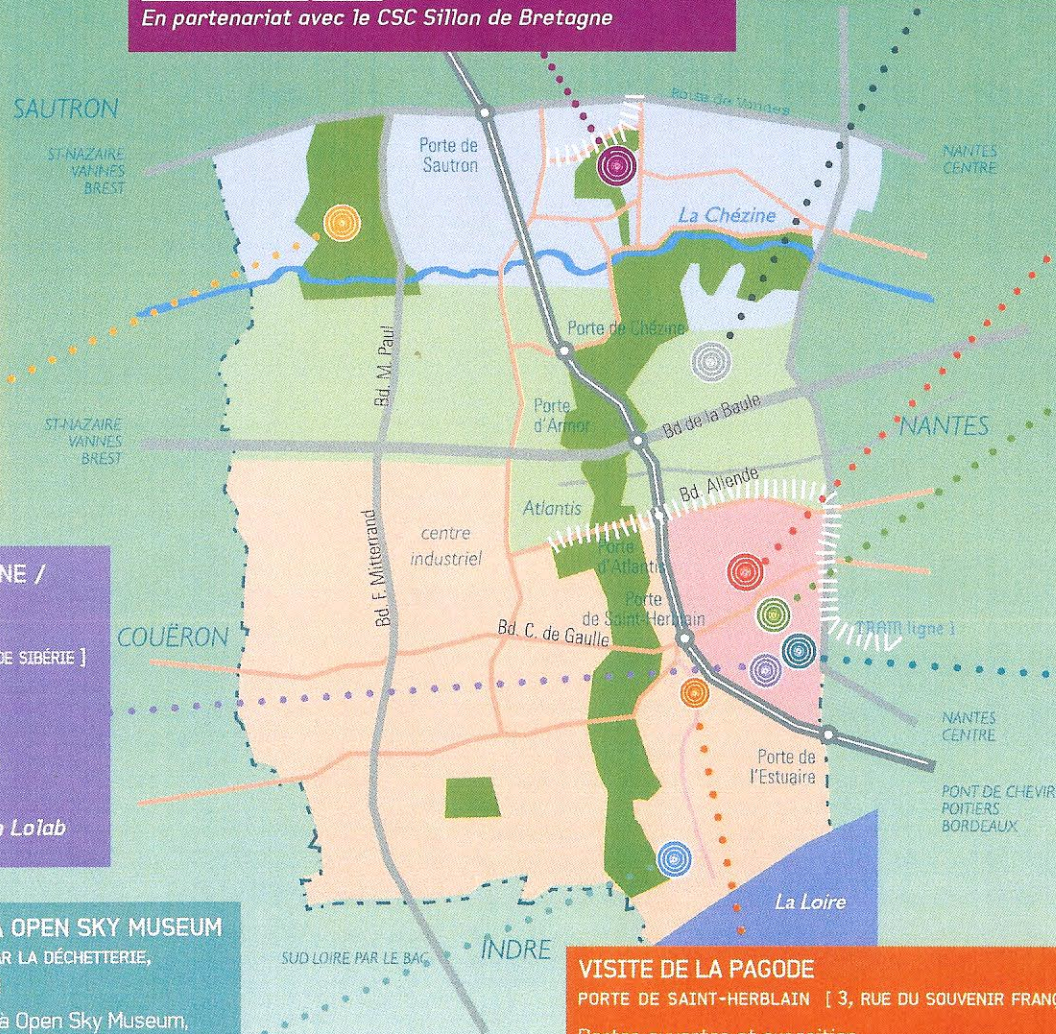 En partenariat avec le CSC Sillon de Bretagne
SAUTRON
Route de Vannes
ST-NAZAIRE
VANNES
BREST
Porte de
Sautron
NANTES
CENTRE
La Chézine
Bd. M. Paul
Porte de Chézine
Porte
d'Armor
Bd de la Baule
ST-NAZAIRE
VANNES
BREST
NANTES
Bd. Allende
Atlantis
centre
industriel
Porte
d'Atlantis
Bd. F. Mitterrand
Porte
de Saint-Herblain
Bd. C. de Gaulle
TRAM ligne 1
NE /
DE SIBÉRIE ]
COUËRON
Lolab
NANTES
CENTRE
Porte de
l'Estuaire
PONT DE CHEVIR
POITIERS
BORDEAUX
La Loire
À OPEN SKY MUSEUM
AR LA DÉCHETTERIE,
à Open Sky Museum,
SUD LOIRE PAR LE BAC
INDRE
VISITE DE LA PAGODE
PORTE DE SAINT-HERBLAIN [ 3, RUE DU SOUVENIR FRANÇ